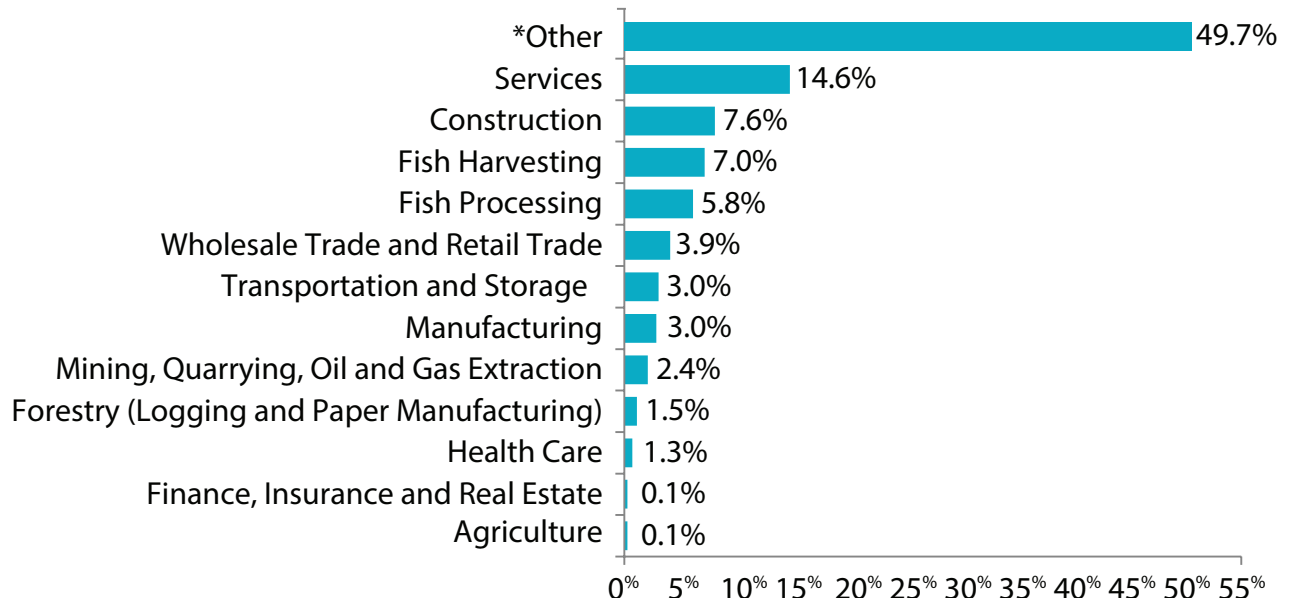 *Other 49.7%
Services 14.6%
Construction 7.6%
Fish Harvesting 7.0%
Fish Processing 5.8%
Wholesale Trade and Retail Trade 3.9%
Transportation and Storage 3.0%
Manufacturing 3.0%
Mining, Quarrying, Oil and Gas Extraction 2.4%
Forestry (Logging and Paper Manufacturing) 1.5%
Health Care 1.3%
Finance, Insurance and Real Estate 0.1%
Agriculture 0.1%
0% 5% 10% 15% 20% 25% 30% 35% 40% 45% 50% 55%